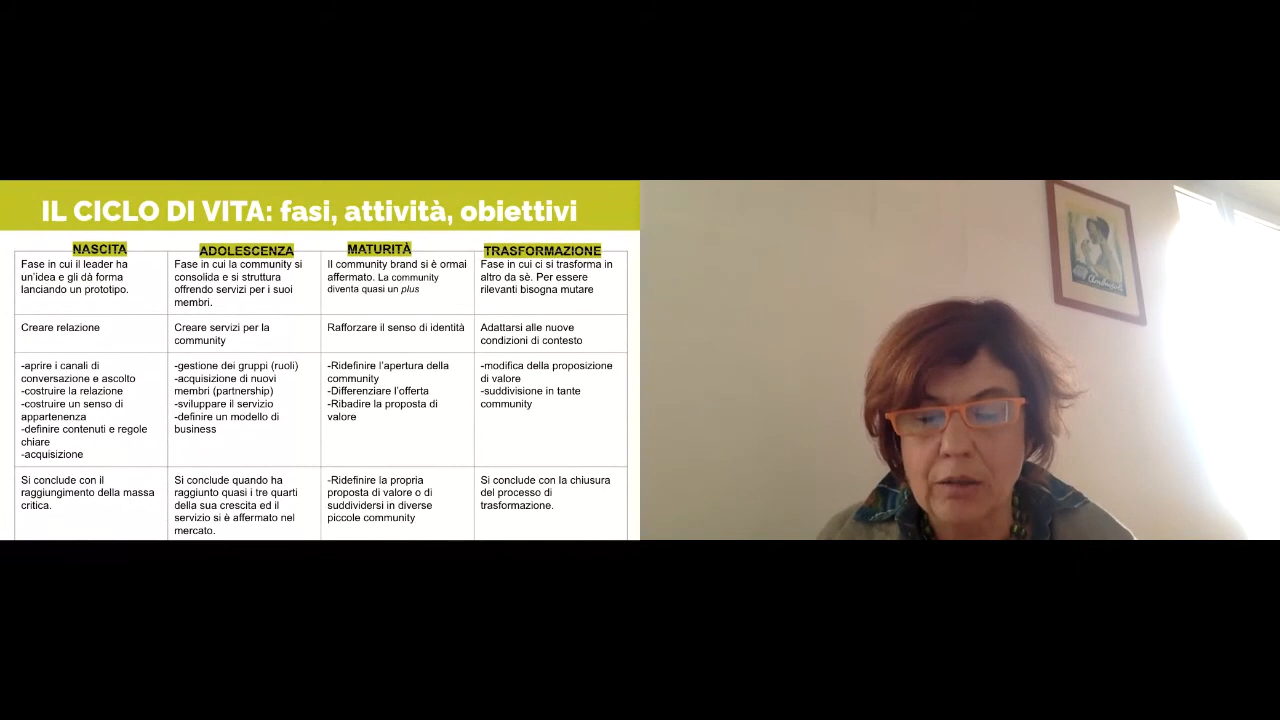 IL CICLO DI VITA: fasi, attività, obiettivi
NASCITA
Fase in cui il leader ha
un'idea e gli dà forma
lanciando un prototipo.
Creare relazione
-aprire i canali di
conversazione e ascolto
-costruire la relazione
-costruire un senso di
appartenenza
-definire contenuti e regole
chiare
-acquisizione
Si conclude con il
raggiungimento della massa
critica.
ADOLESCENZA
Fase in cui la community si
consolida e si struttura
offrendo servizi per i suoi
membri.
Creare servizi per la
community
-gestione dei gruppi (ruoli)
-acquisizione di nuovi
membri (partnership)
-sviluppare il servizio
-definire un modello di
business
Si conclude quando ha
raggiunto quasi i tre quarti
della sua crescita ed il
servizio si è affermato nel
mercato.
MATURITÀ
Il community brand si è ormai
affermato. La community
diventa quasi un plus
Rafforzare il senso di identità
-Ridefinire l'apertura della
community
-Differenziare l'offerta
-Ribadire la proposta di
valore
-Ridefinire la propria
proposta di valore o di
suddividersi in diverse
piccole community
TRASFORMAZIONE
Fase in cui ci si trasforma in
altro da sè. Per essere
rilevanti bisogna mutare
Adattarsi alle nuove
condizioni di contesto
-modifica della proposizione
di valore
-suddivisione in tante
community
Si conclude con la chiusura
del processo di
trasformazione.